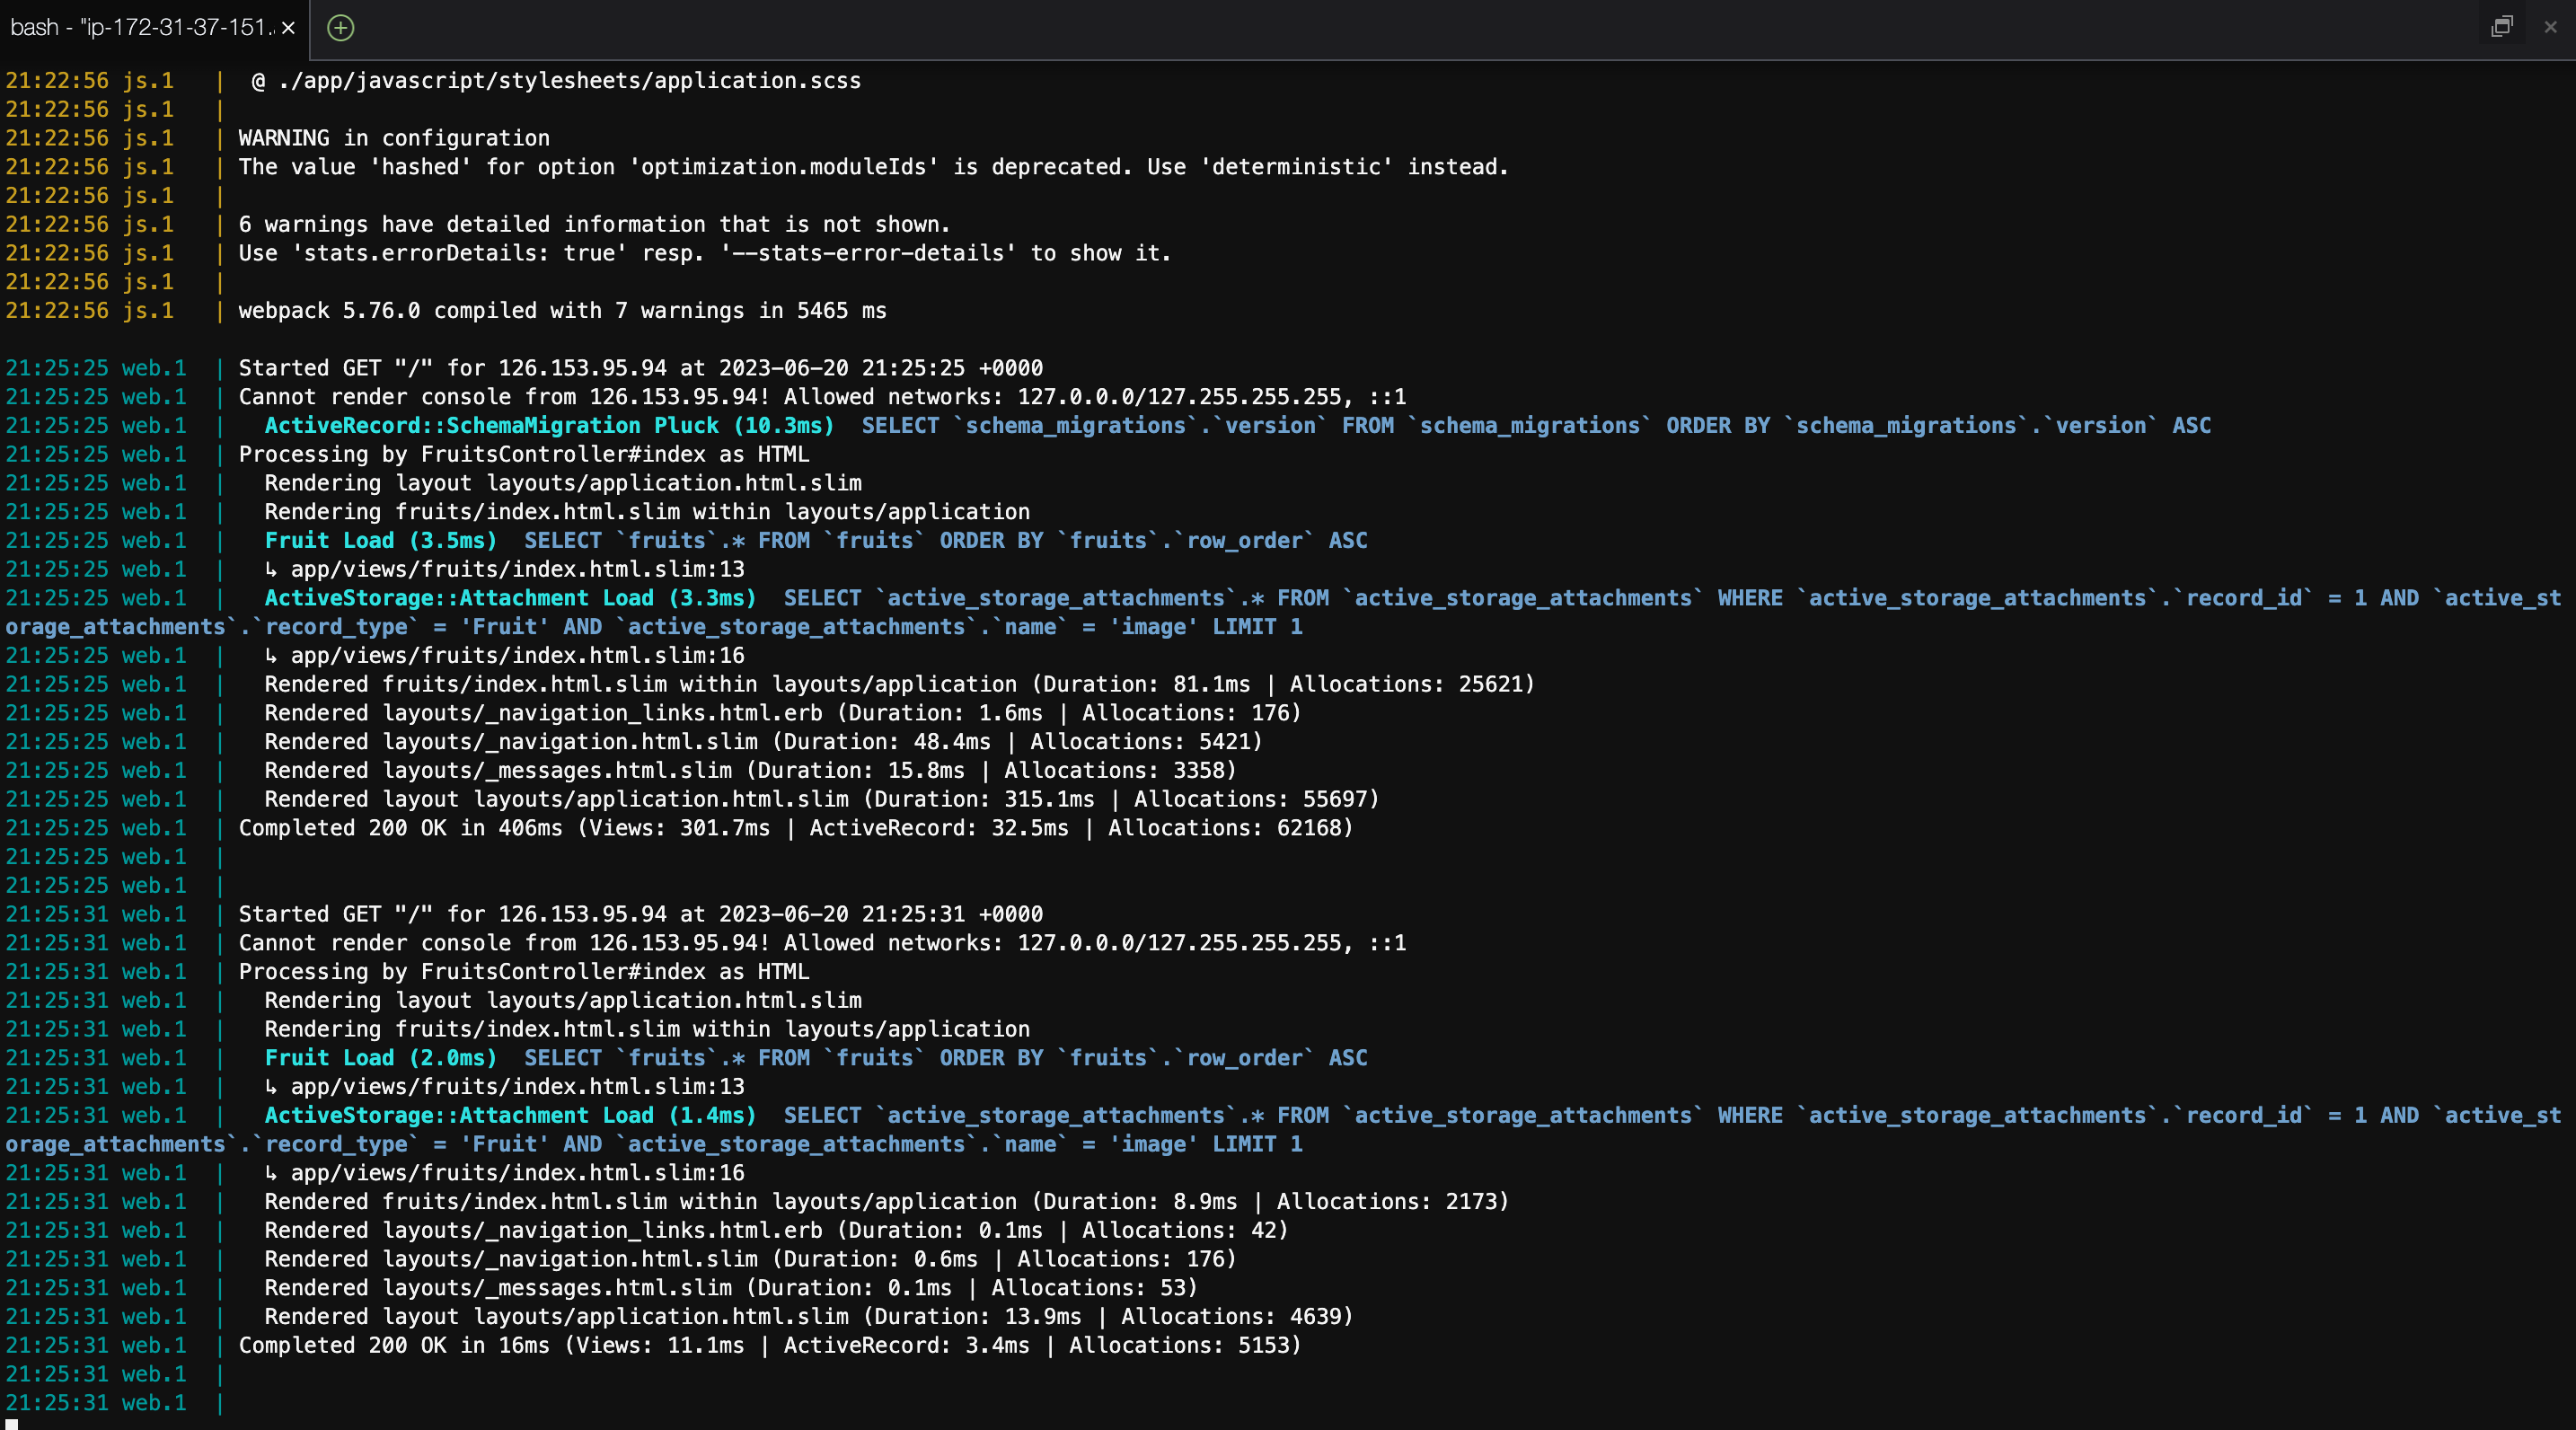 bash - "ip-172-31-37-151.
21:22:56 js.1   |  @ ./app/javascript/stylesheets/application.scss
21:22:56 js.1   |
21:22:56 js.1   | WARNING in configuration
21:22:56 js.1   | The value 'hashed' for option 'optimization.moduleIds' is deprecated. Use 'deterministic' instead.
21:22:56 js.1   |
21:22:56 js.1   | 6 warnings have detailed information that is not shown.
21:22:56 js.1   | Use 'stats.errorDetails: true' resp. '--stats-error-details' to show it.
21:22:56 js.1   |
21:22:56 js.1   | webpack 5.76.0 compiled with 7 warnings in 5465 ms
21:25:25 web.1  | Started GET "/" for 126.153.95.94 at 2023-06-20 21:25:25 +0000
21:25:25 web.1  | Cannot render console from 126.153.95.94! Allowed networks: 127.0.0.0/127.255.255.255, ::1
21:25:25 web.1  |   ActiveRecord::SchemaMigration Pluck (10.3ms)  SELECT `schema_migrations`.`version` FROM `schema_migrations` ORDER BY `schema_migrations`.`version` ASC
21:25:25 web.1  | Processing by FruitsController#index as HTML
21:25:25 web.1  |   Rendering layout layouts/application.html.slim
21:25:25 web.1  |   Rendering fruits/index.html.slim within layouts/application
21:25:25 web.1  |   Fruit Load (3.5ms)  SELECT `fruits`.* FROM `fruits` ORDER BY `fruits`.`row_order` ASC
21:25:25 web.1  |   ↳ app/views/fruits/index.html.slim:13
21:25:25 web.1  |   ActiveStorage::Attachment Load (3.3ms)  SELECT `active_storage_attachments`.* FROM `active_storage_attachments` WHERE `active_storage_attachments`.`record_id` = 1 AND `active_st
orage_attachments`.`record_type` = 'Fruit' AND `active_storage_attachments`.`name` = 'image' LIMIT 1
21:25:25 web.1  |   ↳ app/views/fruits/index.html.slim:16
21:25:25 web.1  |   Rendered fruits/index.html.slim within layouts/application (Duration: 81.1ms | Allocations: 25621)
21:25:25 web.1  |   Rendered layouts/_navigation_links.html.erb (Duration: 1.6ms | Allocations: 176)
21:25:25 web.1  |   Rendered layouts/_navigation.html.slim (Duration: 48.4ms | Allocations: 5421)
21:25:25 web.1  |   Rendered layouts/_messages.html.slim (Duration: 15.8ms | Allocations: 3358)
21:25:25 web.1  |   Rendered layout layouts/application.html.slim (Duration: 315.1ms | Allocations: 55697)
21:25:25 web.1  | Completed 200 OK in 406ms (Views: 301.7ms | ActiveRecord: 32.5ms | Allocations: 62168)
21:25:25 web.1  |
21:25:25 web.1  |
21:25:31 web.1  | Started GET "/" for 126.153.95.94 at 2023-06-20 21:25:31 +0000
21:25:31 web.1  | Cannot render console from 126.153.95.94! Allowed networks: 127.0.0.0/127.255.255.255, ::1
21:25:31 web.1  | Processing by FruitsController#index as HTML
21:25:31 web.1  |   Rendering layout layouts/application.html.slim
21:25:31 web.1  |   Rendering fruits/index.html.slim within layouts/application
21:25:31 web.1  |   Fruit Load (2.0ms)  SELECT `fruits`.* FROM `fruits` ORDER BY `fruits`.`row_order` ASC
21:25:31 web.1  |   ↳ app/views/fruits/index.html.slim:13
21:25:31 web.1  |   ActiveStorage::Attachment Load (1.4ms)  SELECT `active_storage_attachments`.* FROM `active_storage_attachments` WHERE `active_storage_attachments`.`record_id` = 1 AND `active_st
orage_attachments`.`record_type` = 'Fruit' AND `active_storage_attachments`.`name` = 'image' LIMIT 1
21:25:31 web.1  |   ↳ app/views/fruits/index.html.slim:16
21:25:31 web.1  |   Rendered fruits/index.html.slim within layouts/application (Duration: 8.9ms | Allocations: 2173)
21:25:31 web.1  |   Rendered layouts/_navigation_links.html.erb (Duration: 0.1ms | Allocations: 42)
21:25:31 web.1  |   Rendered layouts/_navigation.html.slim (Duration: 0.6ms | Allocations: 176)
21:25:31 web.1  |   Rendered layouts/_messages.html.slim (Duration: 0.1ms | Allocations: 53)
21:25:31 web.1  |   Rendered layout layouts/application.html.slim (Duration: 13.9ms | Allocations: 4639)
21:25:31 web.1  | Completed 200 OK in 16ms (Views: 11.1ms | ActiveRecord: 3.4ms | Allocations: 5153)
21:25:31 web.1  |
21:25:31 web.1  |